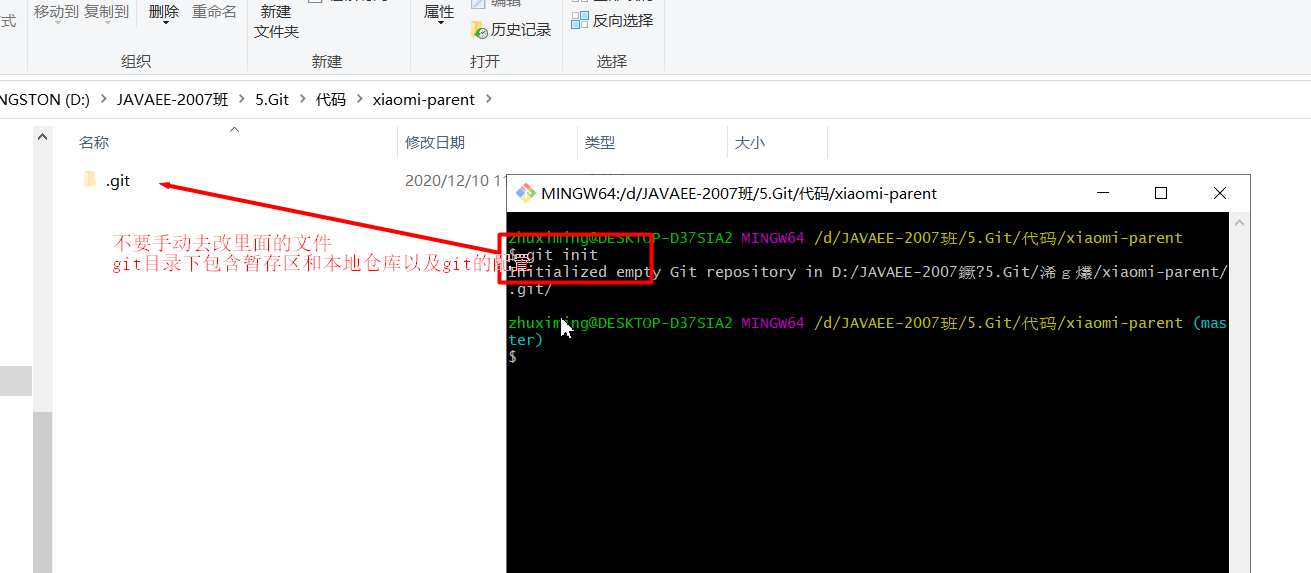 移动到 复制到 删除 重命名 新建 属性 编辑
文件夹 历史记录 反向选择
组织 新建 打开 选择
NGSTON (D:) > JAVAEE-2007班 > 5.Git > 代码 > xiaomi-parent >
名称 修改日期 类型 大小
.git 2020/12/10 11
不要手动去改里面的文件
git目录下包含暂存区和本地仓库以及git的配置
MINGW64:/d/JAVAEE-2007班/5.Git/代码/xiaomi-parent
zhuximing@DESKTOP-D37SIA2 MINGW64 /d/JAVAEE-2007班/5.Git/代码/xiaomi-parent
$ git init
Initialized empty Git repository in D:/JAVAEE-2007鐝?5.Git/浠ｇ爜/xiaomi-parent/
.git/
zhuximing@DESKTOP-D37SIA2 MINGW64 /d/JAVAEE-2007班/5.Git/代码/xiaomi-parent (mas
ter)
$